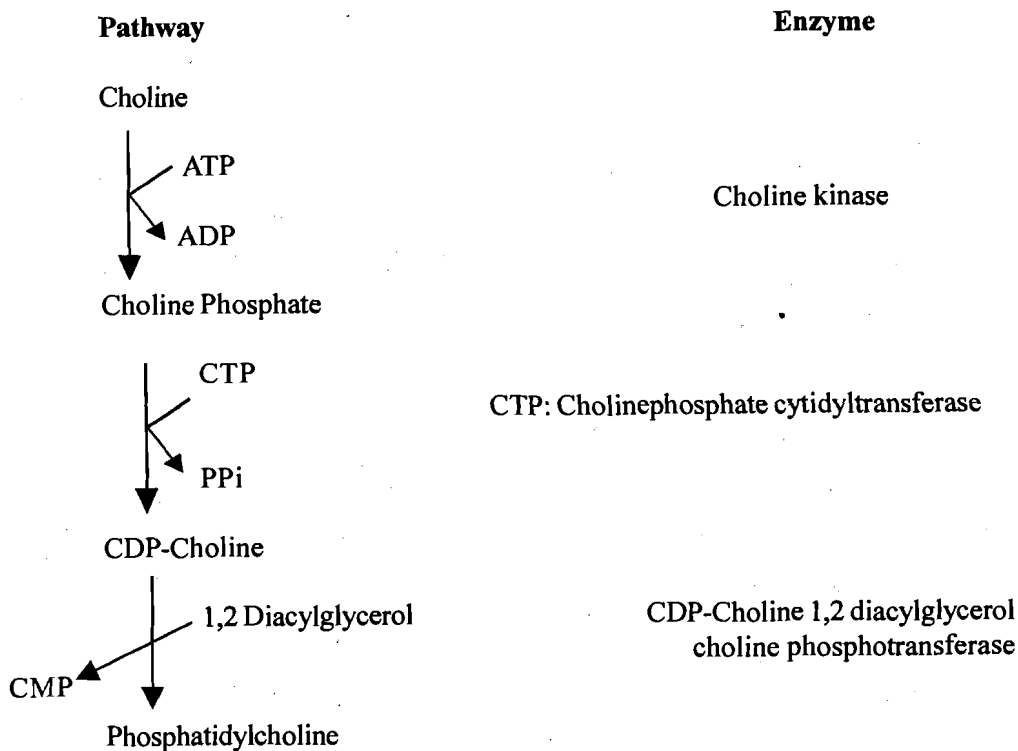 Pathway
Enzyme
Choline
ATP
Choline kinase
ADP
Choline Phosphate
CTP
CTP: Cholinephosphate cytidyltransferase
PPi
CDP-Choline
1,2 Diacylglycerol
CDP-Choline 1,2 diacylglycerol
choline phosphotransferase
CMP
Phosphatidylcholine